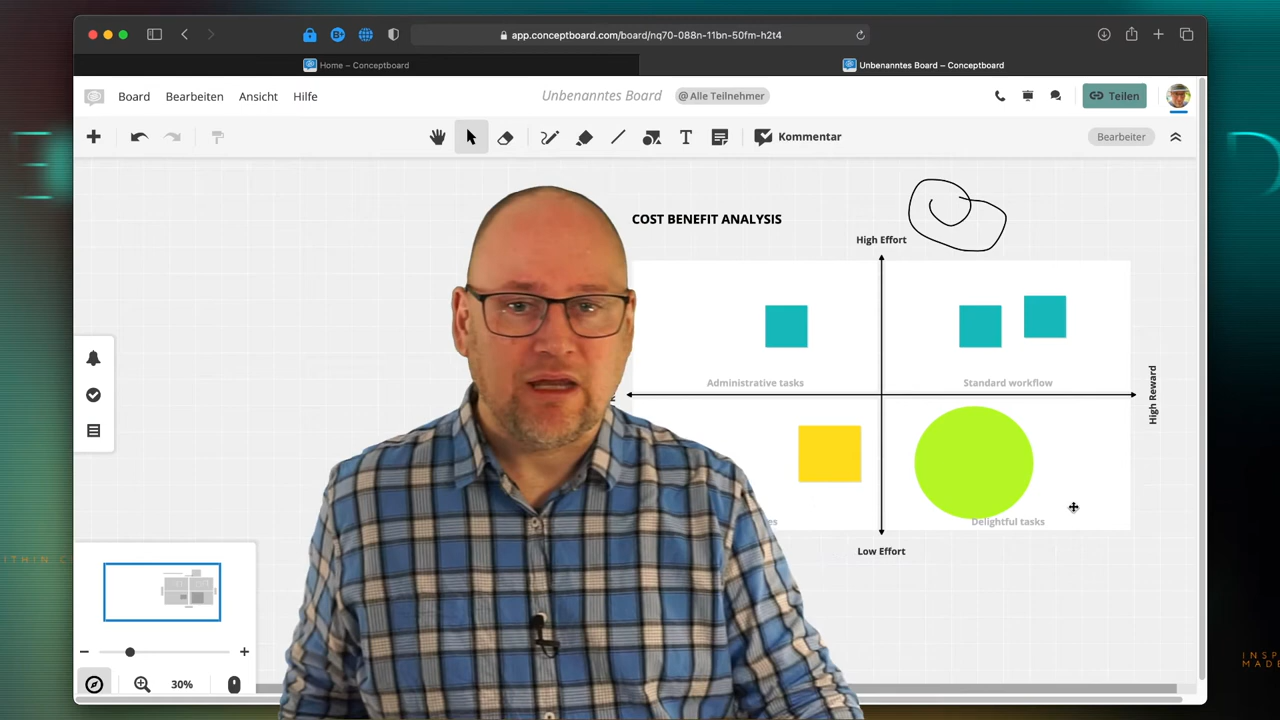 app.conceptboard.com/board/nq70-088n-11bn-50fm-h2t4
Home – Conceptboard
Unbenanntes Board – Conceptboard
Board Bearbeiten Ansicht Hilfe
Unbenanntes Board @ Alle Teilnehmer
Teilen
T
Kommentar
Bearbeiter
COST BENEFIT ANALYSIS
High Effort
Administrative tasks
Standard workflow
High Reward
Delightful tasks
Low Effort
30%